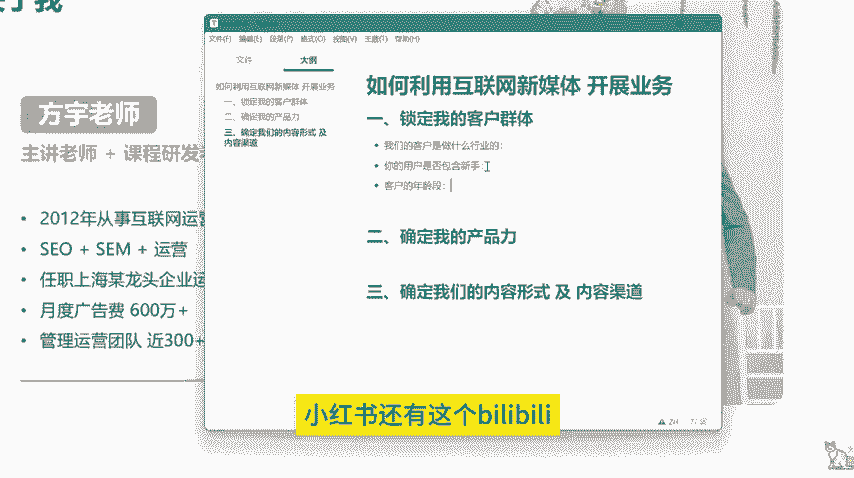 文件(F) 编辑(E) 段落(P) 格式(O) 视图(V) 主题(T) 帮助(H)
文件 大纲
如何利用互联网新媒体 开展业务
一、锁定我的客户群体
二、确定我的产品力
三、确定我们的内容形式 及
内容渠道
如何利用互联网新媒体 开展业务
一、锁定我的客户群体
• 我们的客户是做什么行业的:
• 你的用户是否包含新手:
• 客户的年龄段:
二、确定我的产品力
三、确定我们的内容形式 及 内容渠道
方宇老师
主讲老师 + 课程研发
• 2012年从事互联网运营
• SEO + SEM + 运营
• 任职上海某龙头企业运
• 月度广告费 600万+
• 管理运营团队 近300+
小红书还有这个bilibili